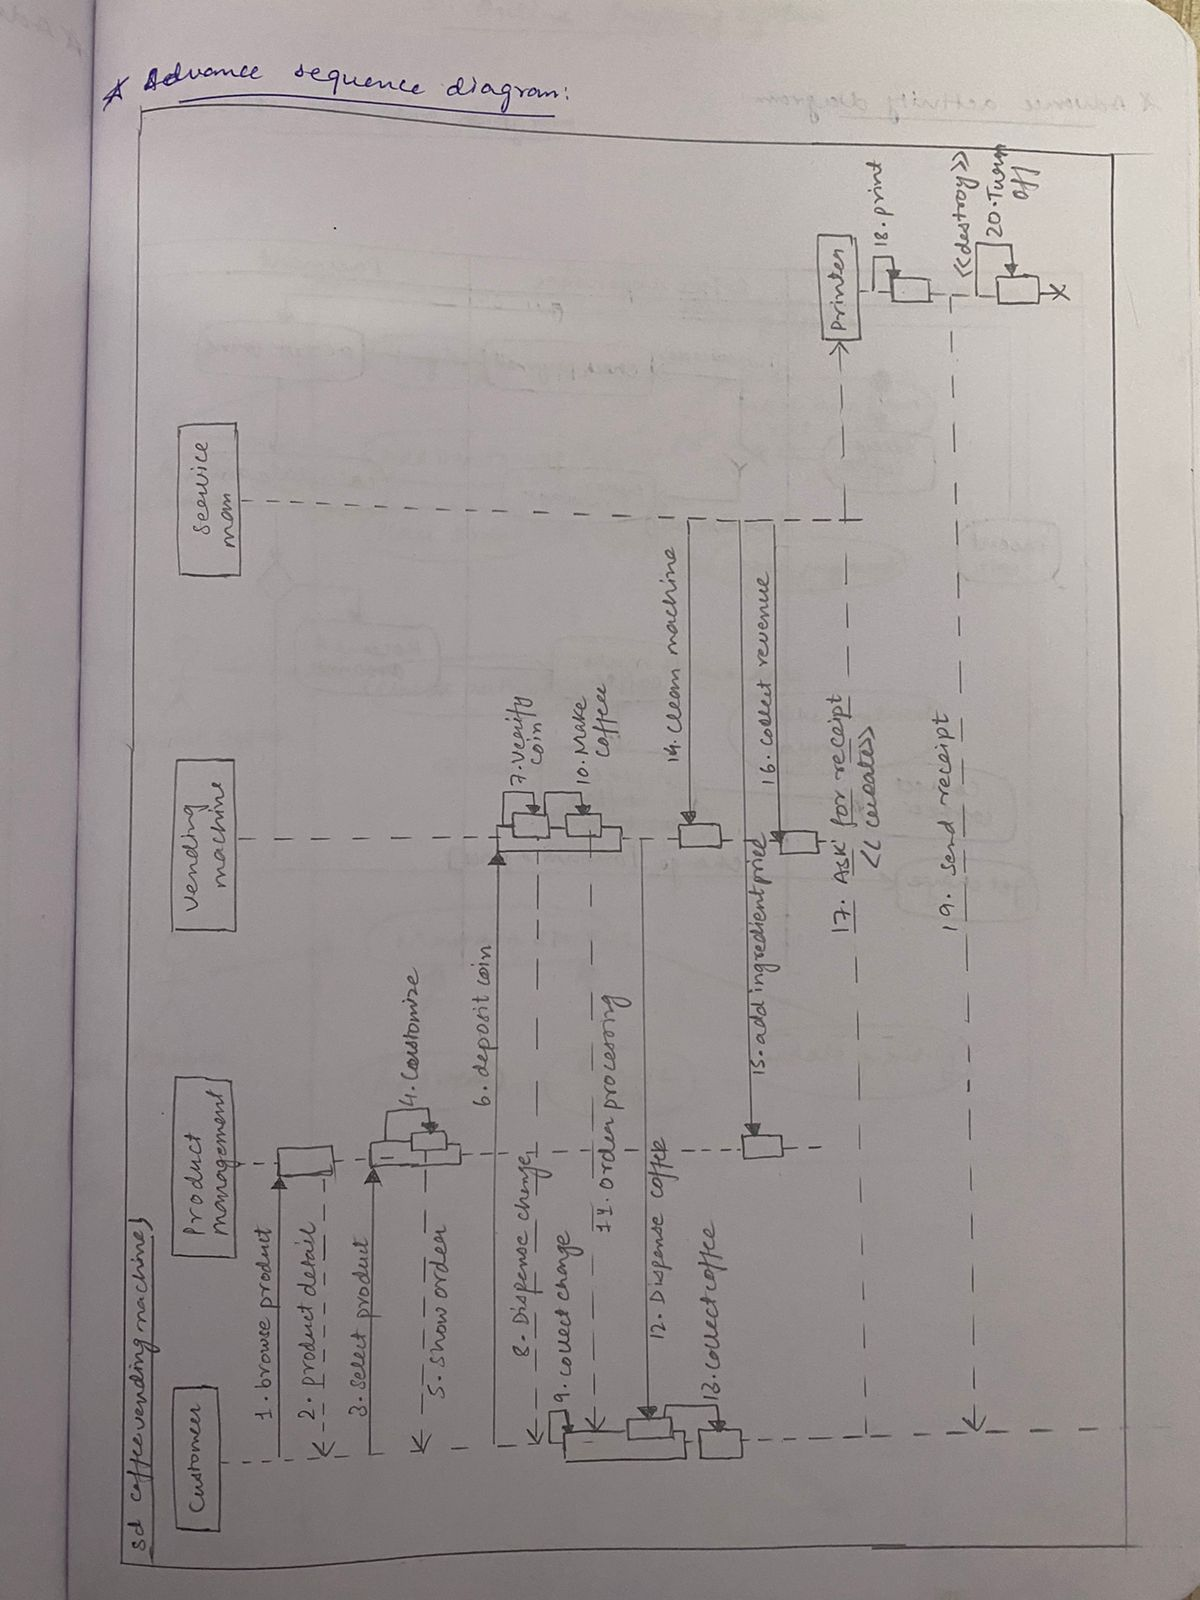 * Advance sequence diagram:
sd coffee vending machine
Customer
Product
management
Vending
machine
Service
man
1. browse product
2. product detail
3. select product
4. Customize
5. show order
6. deposit coin
7. Verify
coin
8. Dispense change
9. collect change
10. Make
coffee
11. order processing
12. Dispense coffee
13. collect coffee
14. clean machine
15. add ingredient price
16. collect revenue
17. Ask for receipt
<< creates >>
Printer
18. print
19. send receipt
<<destroy>>
20. Turn
off